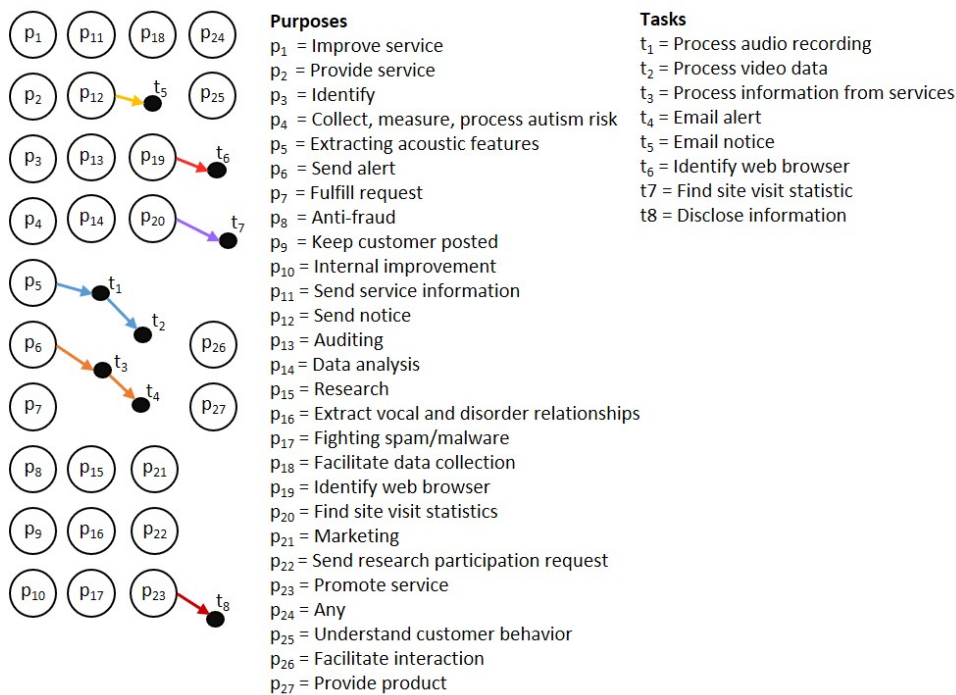 p1 p11 p18 p24
p2 p12 t5 p25
p3 p13 p19 t6
p4 p14 p20 t7
p5 t1
t2
p6 t3 p26
t4
p7 p27
p8 p15 p21
p9 p16 p22
p10 p17 p23 t8
Purposes
p1 = Improve service
p2 = Provide service
p3 = Identify
p4 = Collect, measure, process autism risk
p5 = Extracting acoustic features
p6 = Send alert
p7 = Fulfill request
p8 = Anti-fraud
p9 = Keep customer posted
p10 = Internal improvement
p11 = Send service information
p12 = Send notice
p13 = Auditing
p14 = Data analysis
p15 = Research
p16 = Extract vocal and disorder relationships
p17 = Fighting spam/malware
p18 = Facilitate data collection
p19 = Identify web browser
p20 = Find site visit statistics
p21 = Marketing
p22 = Send research participation request
p23 = Promote service
p24 = Any
p25 = Understand customer behavior
p26 = Facilitate interaction
p27 = Provide product
Tasks
t1 = Process audio recording
t2 = Process video data
t3 = Process information from services
t4 = Email alert
t5 = Email notice
t6 = Identify web browser
t7 = Find site visit statistic
t8 = Disclose information